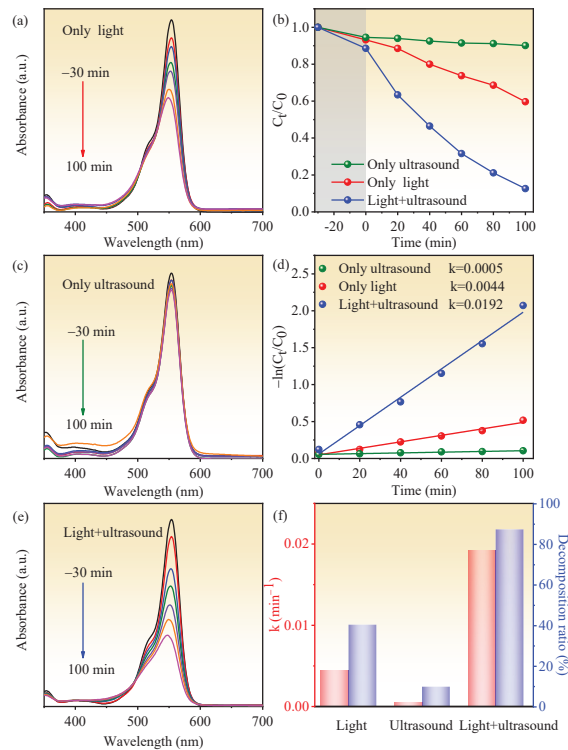 (a)
Only light
−30 min
100 min
Absorbance (a.u.)
400 500 600 700
Wavelength (nm)
(b)
1.0
0.8
0.6
0.4
0.2
0.0
C_t/C_0
Only ultrasound
Only light
Light+ultrasound
-20 0 20 40 60 80 100
Time (min)
(c)
Only ultrasound
−30 min
100 min
Absorbance (a.u.)
400 500 600 700
Wavelength (nm)
(d)
Only ultrasound k=0.0005
Only light k=0.0044
Light+ultrasound k=0.0192
2.5
2.0
1.5
1.0
0.5
0.0
−ln(C_t/C_0)
0 20 40 60 80 100
Time (min)
(e)
Light+ultrasound
−30 min
100 min
Absorbance (a.u.)
400 500 600 700
Wavelength (nm)
(f)
0.02
0.01
0.00
k (min⁻¹)
100
80
60
40
20
0
Decomposition ratio (%)
Light Ultrasound Light+ultrasound